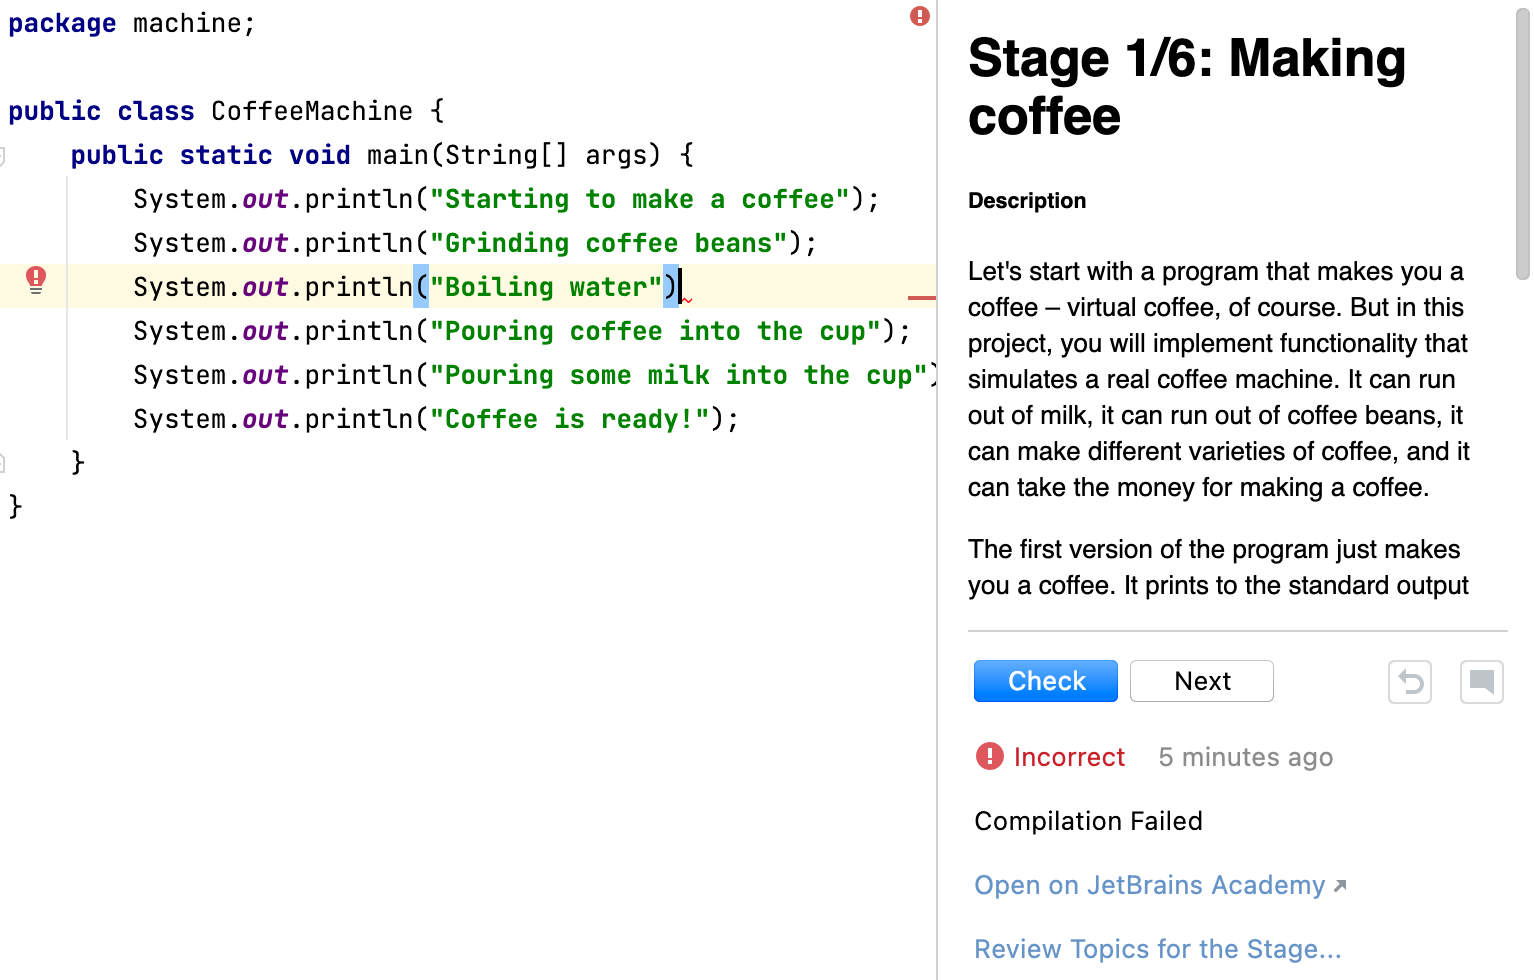 package machine;
public class CoffeeMachine {
public static void main(String[] args) {
System.out.println("Starting to make a coffee");
System.out.println("Grinding coffee beans");
System.out.println("Boiling water")
System.out.println("Pouring coffee into the cup");
System.out.println("Pouring some milk into the cup")
System.out.println("Coffee is ready!");
}
}
Stage 1/6: Making
coffee
Description
Let's start with a program that makes you a
coffee – virtual coffee, of course. But in this
project, you will implement functionality that
simulates a real coffee machine. It can run
out of milk, it can run out of coffee beans, it
can make different varieties of coffee, and it
can take the money for making a coffee.
The first version of the program just makes
you a coffee. It prints to the standard output
Check
Next
Incorrect 5 minutes ago
Compilation Failed
Open on JetBrains Academy
Review Topics for the Stage...